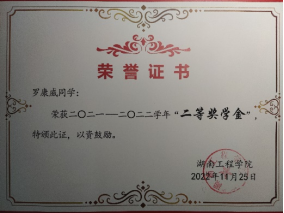 荣誉证书
罗康威同学:
荣获二〇二一—二〇二二学年“二等奖学金”,
特颁此证，以资鼓励。
湖南工程学院
2022年11月25日